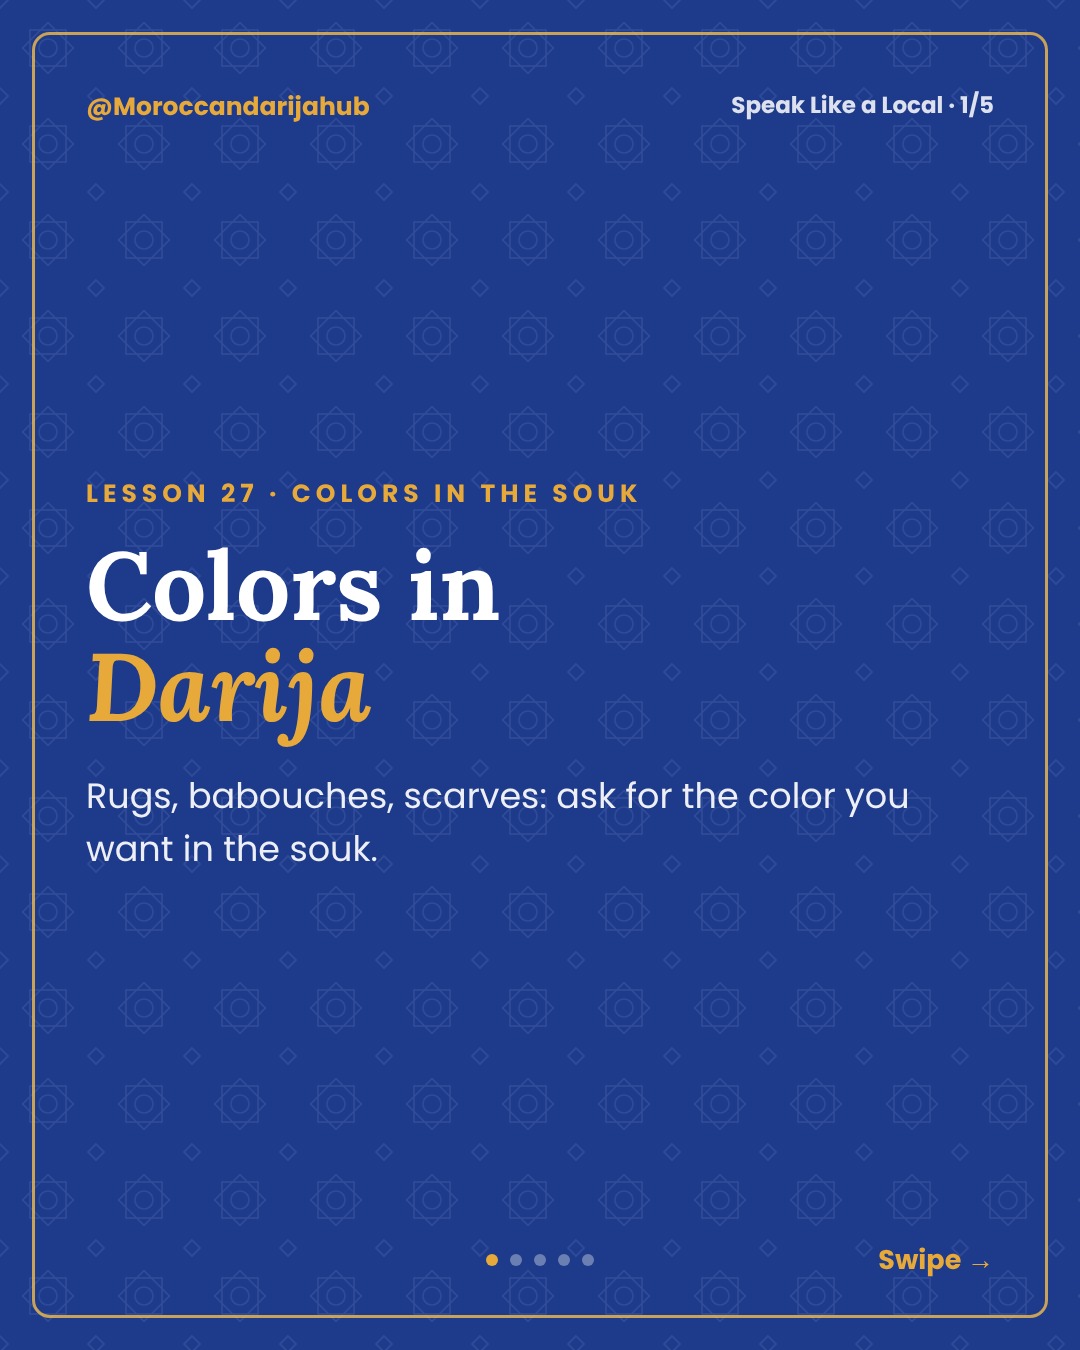 @Moroccandarijahub
Speak Like a Local · 1/5
LESSON 27 · COLORS IN THE SOUK
Colors in
Darija
Rugs, babouches, scarves: ask for the color you
want in the souk.
Swipe →